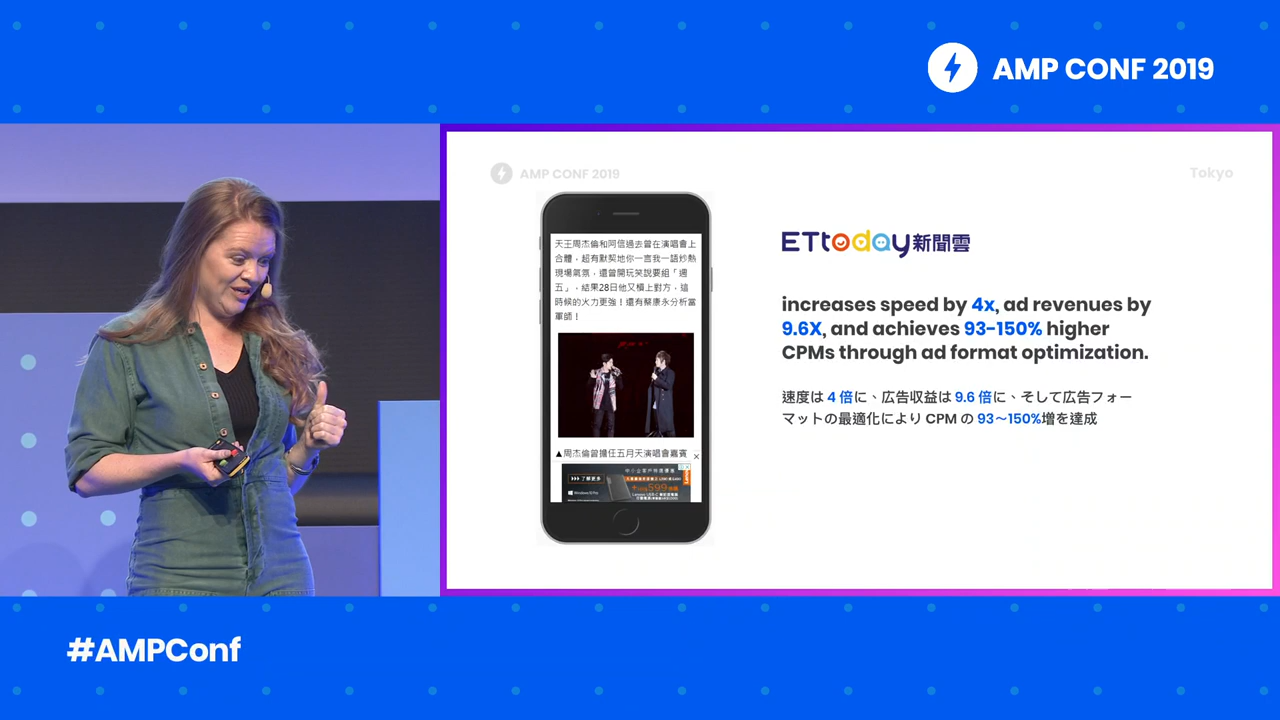 AMP CONF 2019
AMP CONF 2019
Tokyo
天王周杰倫和阿信過去曾在演唱會上
合體，超有默契地你一言我一語炒熱
現場氣氛，還曾開玩笑說要組「週
五」，結果28日他又槓上對方，這
時候的火力更強！還有蔡康永分析當
軍師！
▲周杰倫曾擔任五月天演唱會嘉賓
了解更多
Windows 10 Pro
Lenovo
ETtoday新聞雲
increases speed by 4x, ad revenues by
9.6X, and achieves 93-150% higher
CPMs through ad format optimization.
速度は 4 倍に、広告収益は 9.6 倍に、そして広告フォー
マットの最適化により CPM の 93〜150%増を達成
#AMPConf